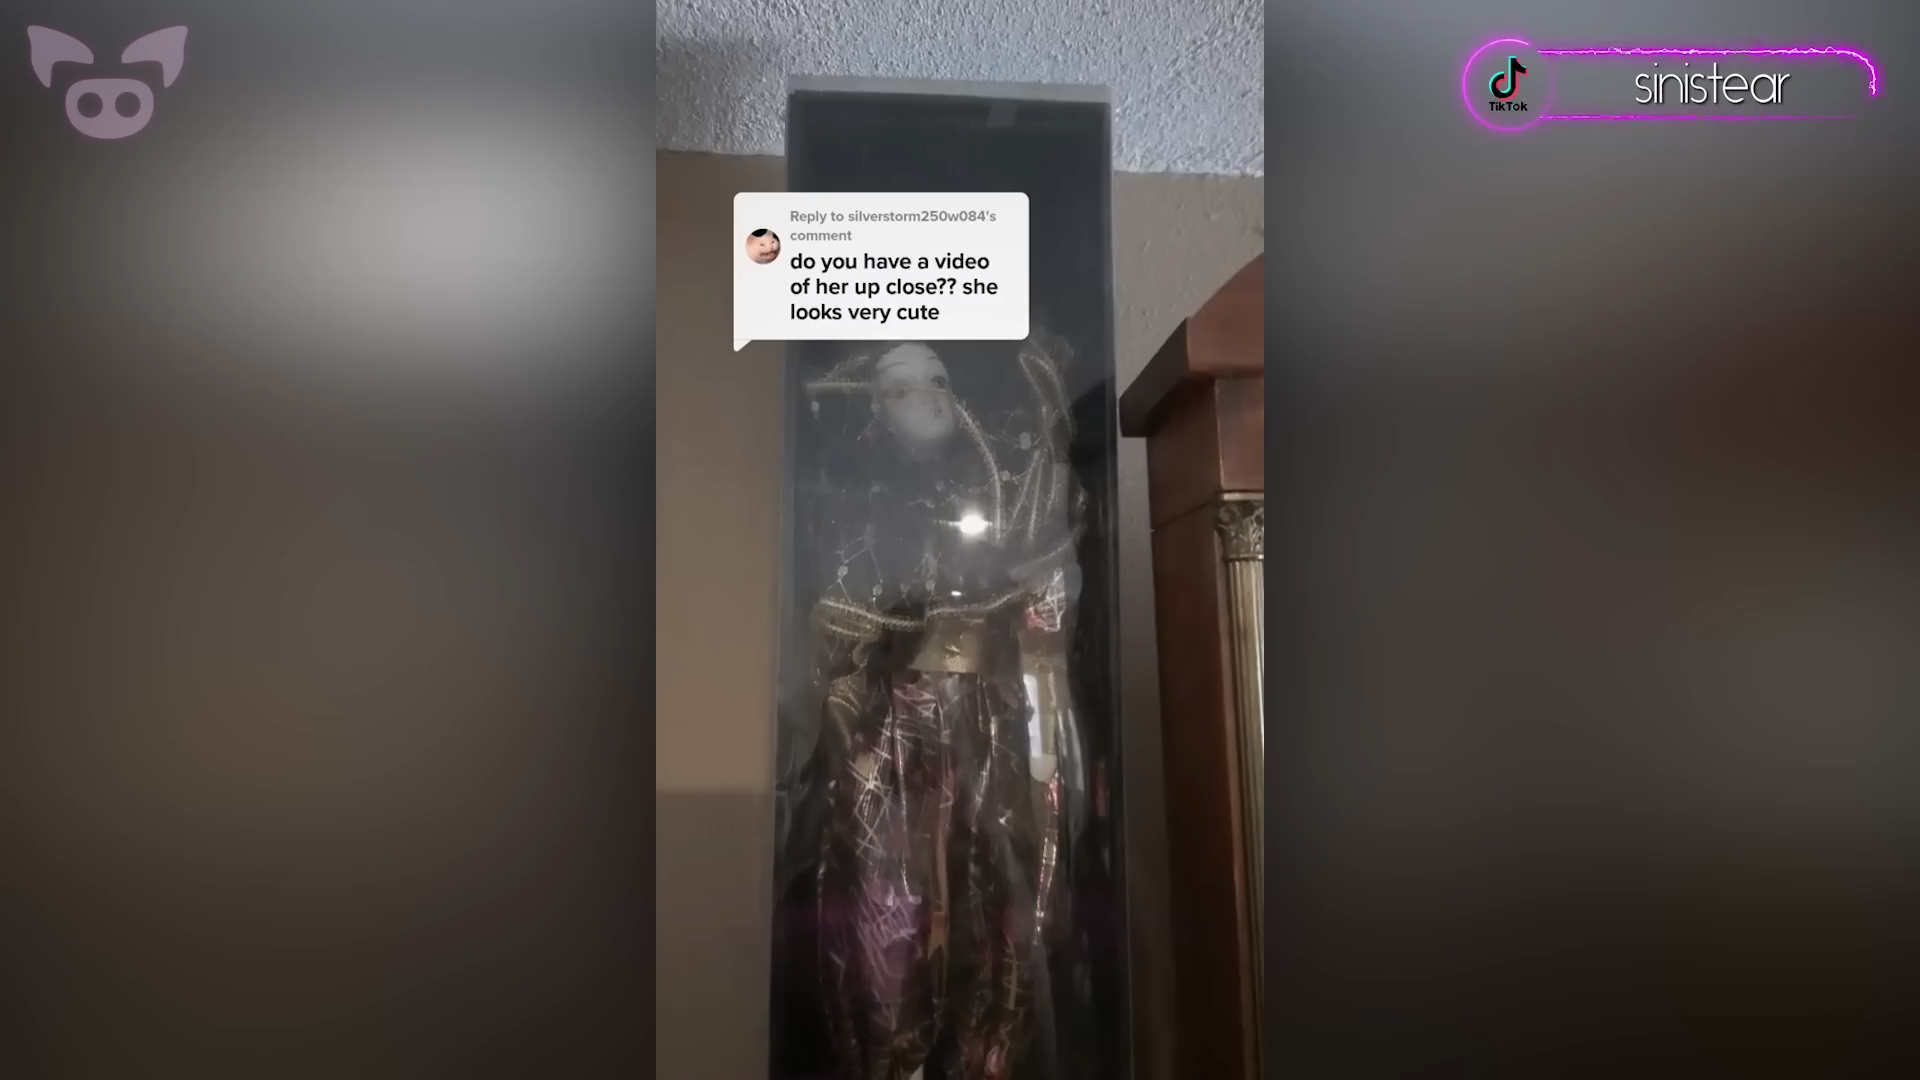 TikTok
sinistear
Reply to silverstorm250w084's
comment
do you have a video
of her up close?? she
looks very cute